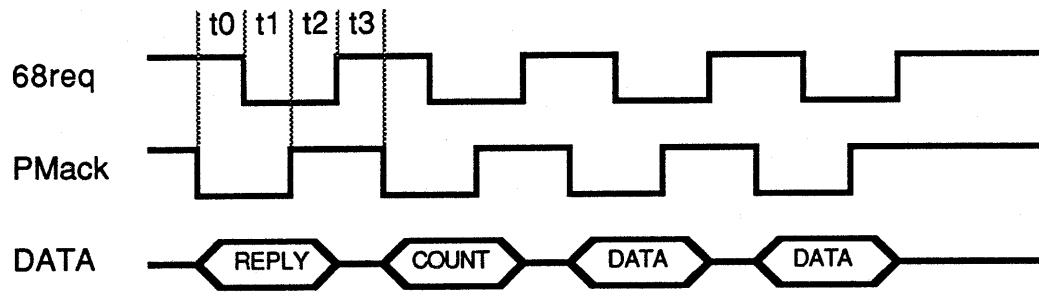 t0 t1 t2 t3
68req
PMack
DATA REPLY COUNT DATA DATA